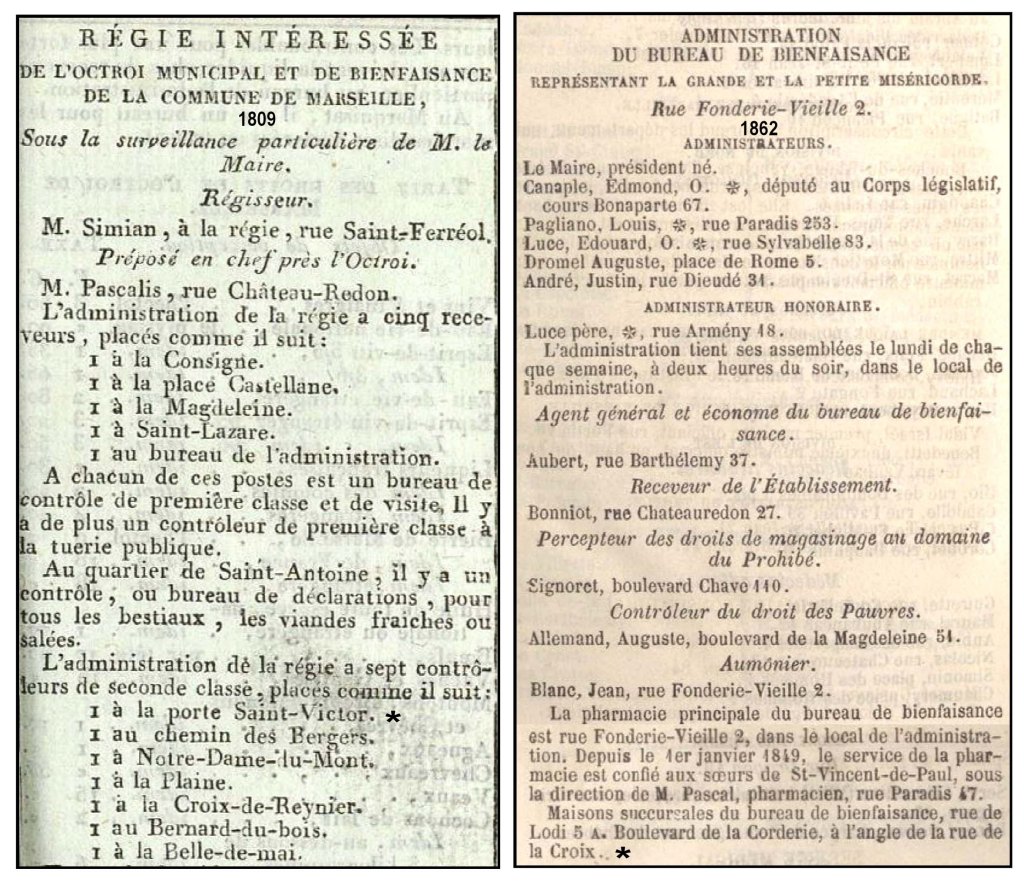 RÉGIE INTÉRESSÉE
DE L'OCTROI MUNICIPAL ET DE BIENFAISANCE
DE LA COMMUNE DE MARSEILLE,
1809
Sous la surveillance particulière de M. le
Maire.
Régisseur.
M. Simian, à la régie, rue Saint-Ferréol.
Préposé en chef près l'Octroi.
M. Pascalis, rue Château-Redon.
L'administration de la régie a cinq rece-
veurs, placés comme il suit:
1 à la Consigne.
1 à la place Castellane.
1 à la Magdeleine.
1 à Saint-Lazare.
1 au bureau de l'administration.
A chacun de ces postes est un bureau de
contrôle de première classe et de visite, Il y
a de plus un contrôleur de première classe à
la tuerie publique.
Au quartier de Saint-Antoine, il y a un
contrôle, ou bureau de déclarations, pour
tous les bestiaux, les viandes fraiches ou
salées.
L'administration de la régie a sept contrô-
leurs de seconde classe, placés comme il suit:
1 à la porte Saint-Victor. *
1 au chemin des Bergers.
1 à Notre-Dame-du-Mont.
1 à la Plaine.
1 à la Croix-de-Reynier.
1 au Bernard-du-bois.
1 à la Belle-de-mai.
ADMINISTRATION
DU BUREAU DE BIENFAISANCE
REPRÉSENTANT LA GRANDE ET LA PETITE MISÉRICORDE.
Rue Fonderie-Vieille 2.
1862
ADMINISTRATEURS.
Le Maire, président né.
Canaple, Edmond, O. ❉, député au Corps législatif,
cours Bonaparte 67.
Pagliano, Louis, ❉, rue Paradis 253.
Luce, Edouard, O. ❉, rue Sylvabelle 83.
Dromel Auguste, place de Rome 5.
André, Justin, rue Dieudé 34.
ADMINISTRATEUR HONORAIRE.
Luce père, ❉, rue Armény 18.
L'administration tient ses assemblées le lundi de cha-
que semaine, à deux heures du soir, dans le local de
l'administration.
Agent général et économe du bureau de bienfai-
sance.
Aubert, rue Barthélemy 37.
Receveur de l'Établissement.
Bonniot, rue Chateauredon 27.
Percepteur des droits de magasinage au domaine
du Prohibé.
Signoret, boulevard Chave 110.
Contrôleur du droit des Pauvres.
Allemand, Auguste, boulevard de la Magdeleine 51.
Aumônier.
Blanc, Jean, rue Fonderie-Vieille 2.
La pharmacie principale du bureau de bienfaisance
est rue Fonderie-Vieille 2, dans le local de l'administra-
tion. Depuis le 1er janvier 1849, le service de la phar-
macie est confié aux sœurs de St-Vincent-de-Paul, sous
la direction de M. Pascal, pharmacien, rue Paradis 47.
Maisons succursales du bureau de bienfaisance, rue de
Lodi 5 A. Boulevard de la Corderie, à l'angle de la rue de
la Croix. *